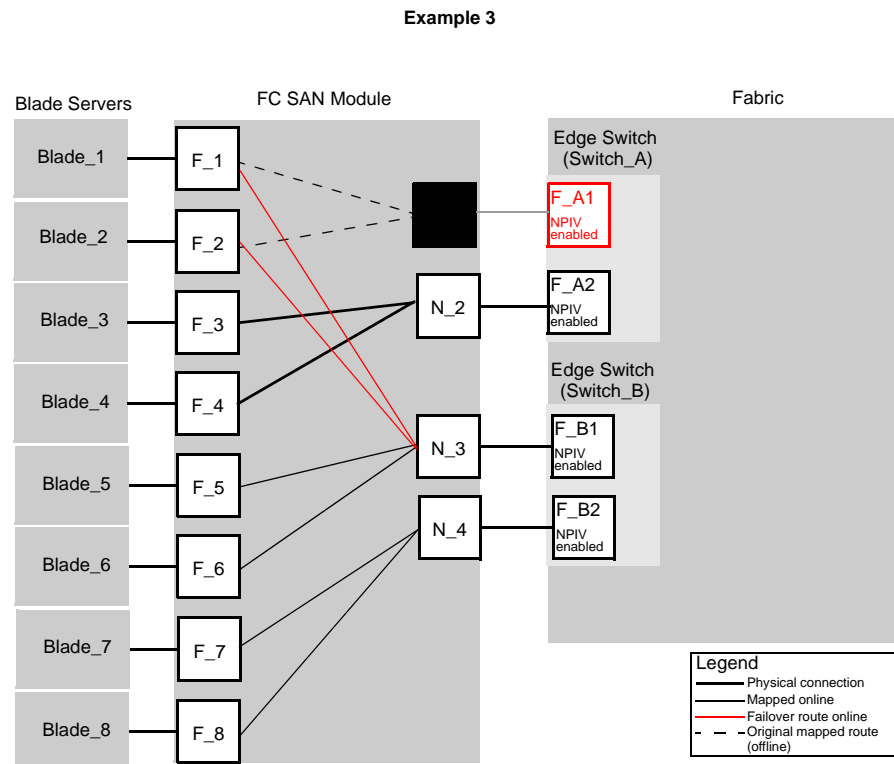 Example 3
Blade Servers
FC SAN Module
Fabric
Blade_1
Blade_2
Blade_3
Blade_4
Blade_5
Blade_6
Blade_7
Blade_8
F_1
F_2
F_3
F_4
F_5
F_6
F_7
F_8
N_2
N_3
N_4
Edge Switch
(Switch_A)
F_A1
NPIV
enabled
F_A2
NPIV
enabled
Edge Switch
(Switch_B)
F_B1
NPIV
enabled
F_B2
NPIV
enabled
Legend
Physical connection
Mapped online
Failover route online
Original mapped route
(offline)